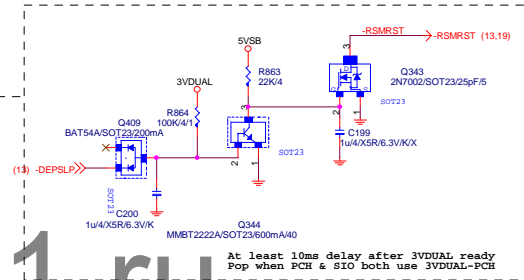 -RSMRST
-RSMRST (13,19)
5VSB
3
R863
22K/4
Q343
2N7002/SOT23/25pF/5
3VDUAL
D
G
S
SOT23
2
1
R864
100K/4/1
Q409
BAT54A/SOT23/200mA
3
SOT23
2
1
C199
1u/4/X5R/6.3V/K/X
(13) -DEPSLP
SOT23
C200
1u/4/X5R/6.3V/K
Q344
MMBT2222A/SOT23/600mA/40
At least 10ms delay after 3VDUAL ready
Pop when PCH & SIO both use 3VDUAL-PCH
1.ru